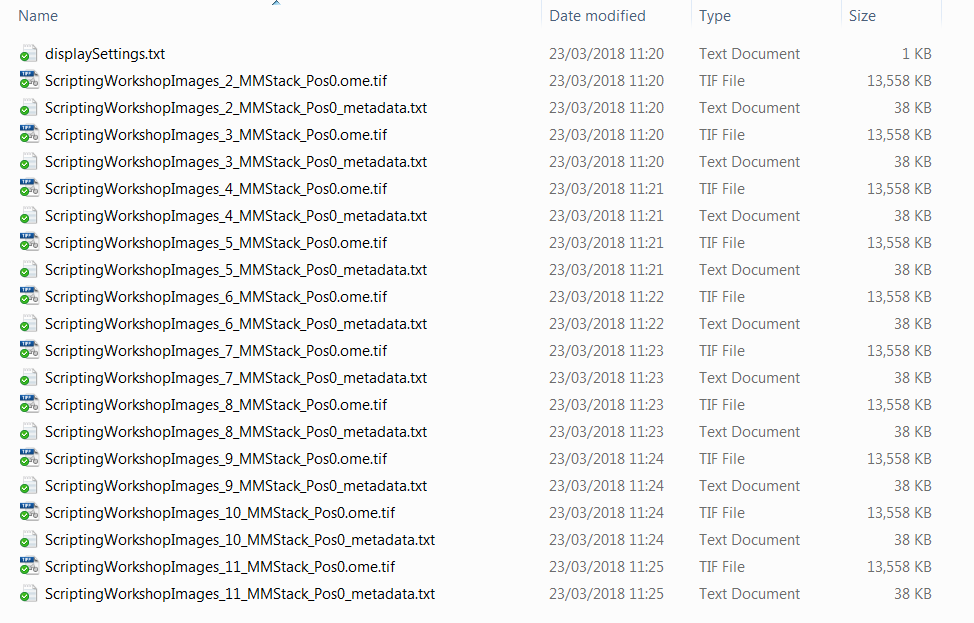 Name Date modified Type Size
displaySettings.txt 23/03/2018 11:20 Text Document 1 KB
ScriptingWorkshopImages_2_MMStack_Pos0.ome.tif 23/03/2018 11:20 TIF File 13,558 KB
ScriptingWorkshopImages_2_MMStack_Pos0_metadata.txt 23/03/2018 11:20 Text Document 38 KB
ScriptingWorkshopImages_3_MMStack_Pos0.ome.tif 23/03/2018 11:20 TIF File 13,558 KB
ScriptingWorkshopImages_3_MMStack_Pos0_metadata.txt 23/03/2018 11:20 Text Document 38 KB
ScriptingWorkshopImages_4_MMStack_Pos0.ome.tif 23/03/2018 11:21 TIF File 13,558 KB
ScriptingWorkshopImages_4_MMStack_Pos0_metadata.txt 23/03/2018 11:21 Text Document 38 KB
ScriptingWorkshopImages_5_MMStack_Pos0.ome.tif 23/03/2018 11:21 TIF File 13,558 KB
ScriptingWorkshopImages_5_MMStack_Pos0_metadata.txt 23/03/2018 11:21 Text Document 38 KB
ScriptingWorkshopImages_6_MMStack_Pos0.ome.tif 23/03/2018 11:22 TIF File 13,558 KB
ScriptingWorkshopImages_6_MMStack_Pos0_metadata.txt 23/03/2018 11:22 Text Document 38 KB
ScriptingWorkshopImages_7_MMStack_Pos0.ome.tif 23/03/2018 11:23 TIF File 13,558 KB
ScriptingWorkshopImages_7_MMStack_Pos0_metadata.txt 23/03/2018 11:23 Text Document 38 KB
ScriptingWorkshopImages_8_MMStack_Pos0.ome.tif 23/03/2018 11:23 TIF File 13,558 KB
ScriptingWorkshopImages_8_MMStack_Pos0_metadata.txt 23/03/2018 11:23 Text Document 38 KB
ScriptingWorkshopImages_9_MMStack_Pos0.ome.tif 23/03/2018 11:24 TIF File 13,558 KB
ScriptingWorkshopImages_9_MMStack_Pos0_metadata.txt 23/03/2018 11:24 Text Document 38 KB
ScriptingWorkshopImages_10_MMStack_Pos0.ome.tif 23/03/2018 11:24 TIF File 13,558 KB
ScriptingWorkshopImages_10_MMStack_Pos0_metadata.txt 23/03/2018 11:24 Text Document 38 KB
ScriptingWorkshopImages_11_MMStack_Pos0.ome.tif 23/03/2018 11:25 TIF File 13,558 KB
ScriptingWorkshopImages_11_MMStack_Pos0_metadata.txt 23/03/2018 11:25 Text Document 38 KB